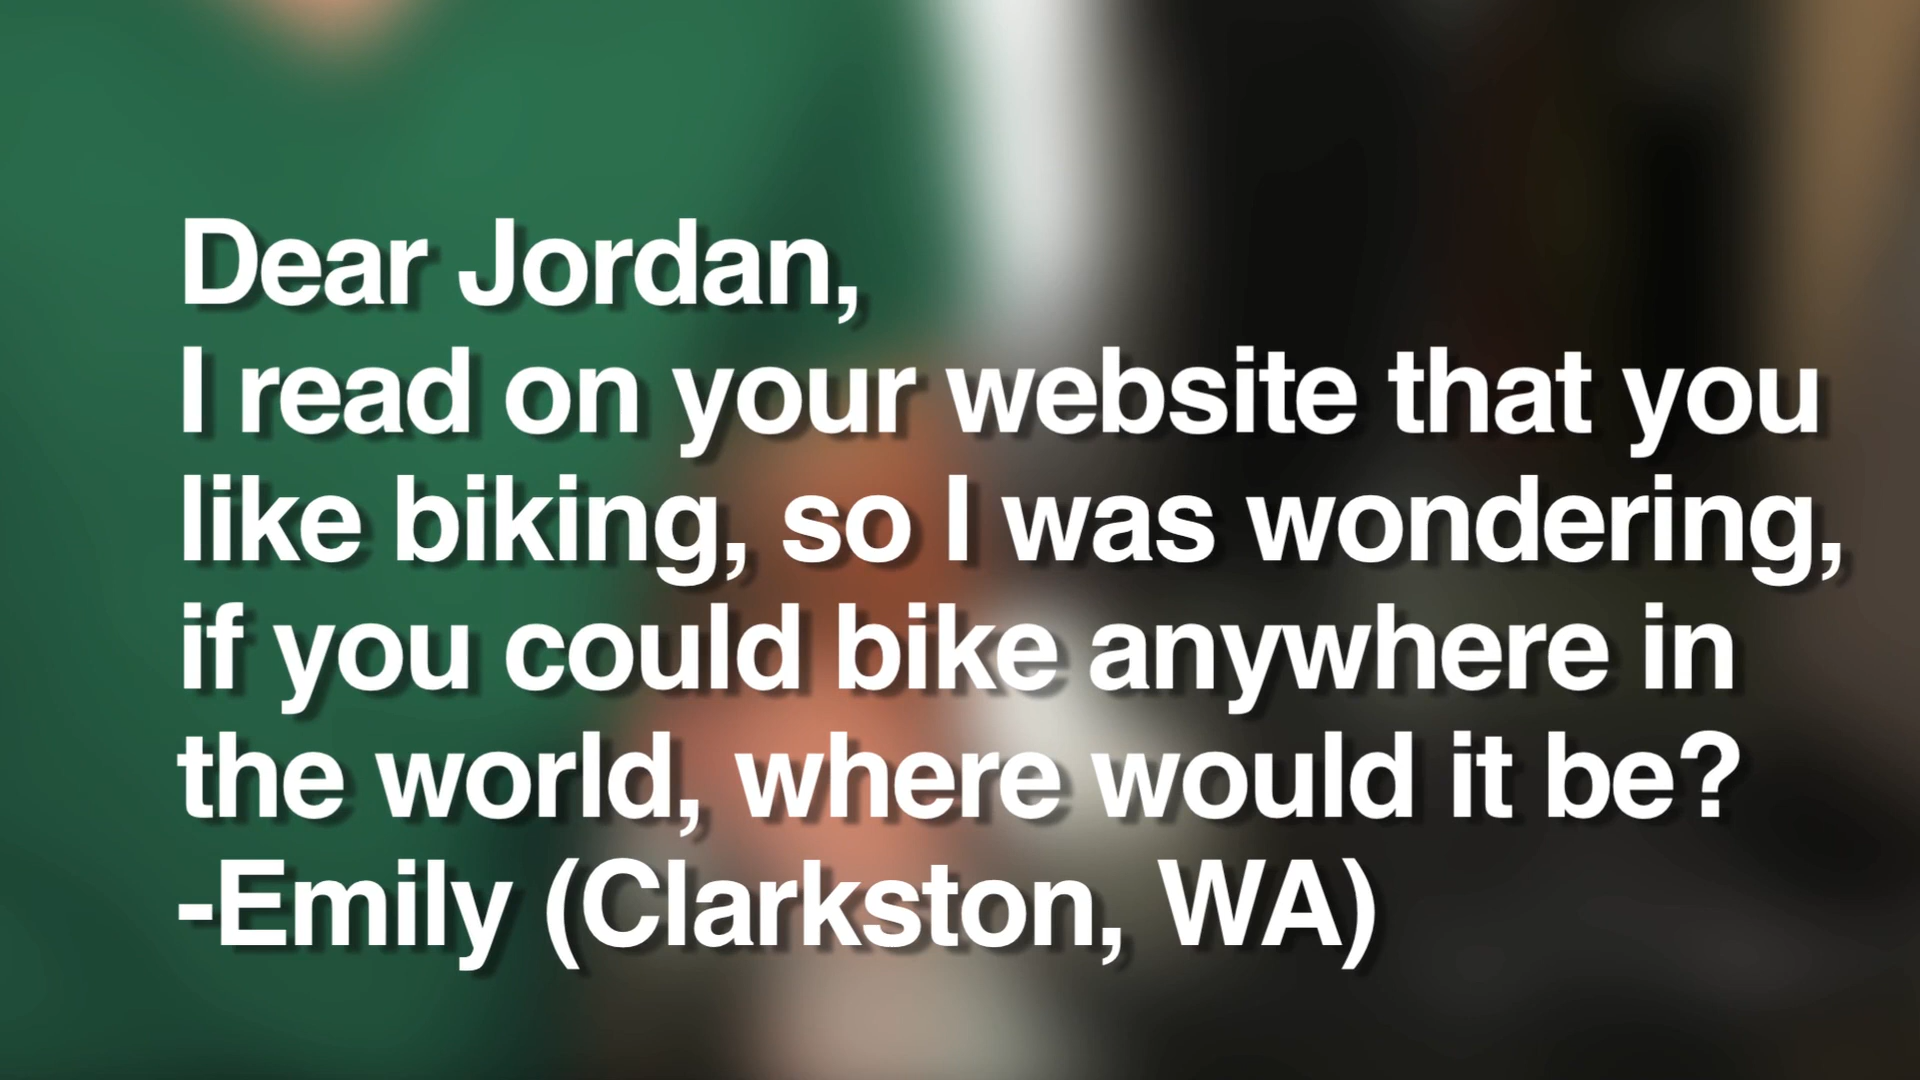 Dear Jordan,
I read on your website that you
like biking, so I was wondering,
if you could bike anywhere in
the world, where would it be?
-Emily (Clarkston, WA)